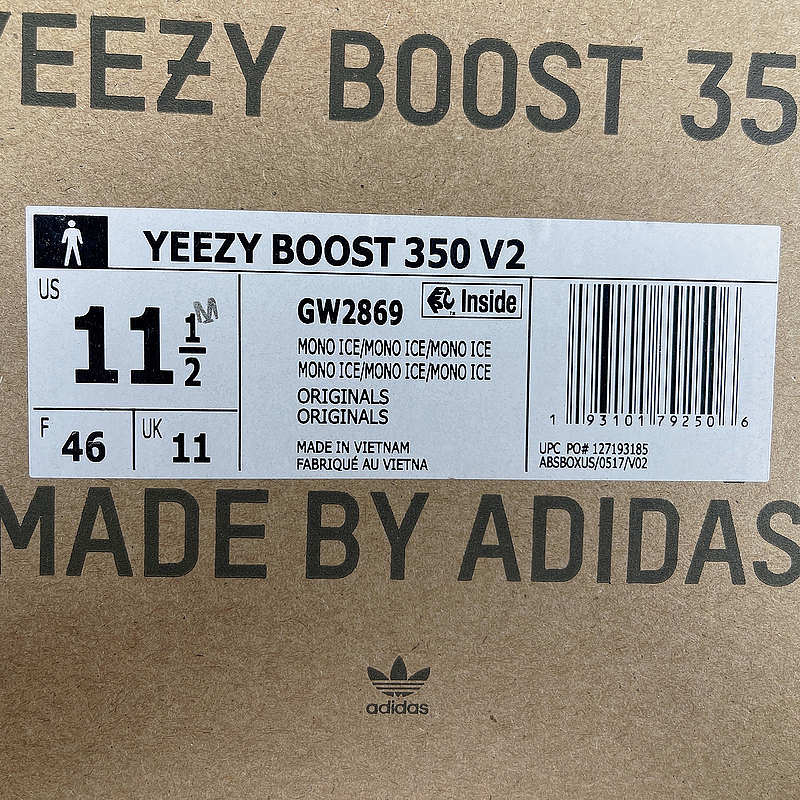 YEEZY BOOST 35
YEEZY BOOST 350 V2
US
11 1/2 M
F
46
UK
11
GW2869
Inside
MONO ICE/MONO ICE/MONO ICE
MONO ICE/MONO ICE/MONO ICE
ORIGINALS
ORIGINALS
MADE IN VIETNAM
FABRIQUÉ AU VIETNA
1 93101 79250 6
UPC PO# 127193185
ABSBOXUS/0517/V02
MADE BY ADIDAS
adidas